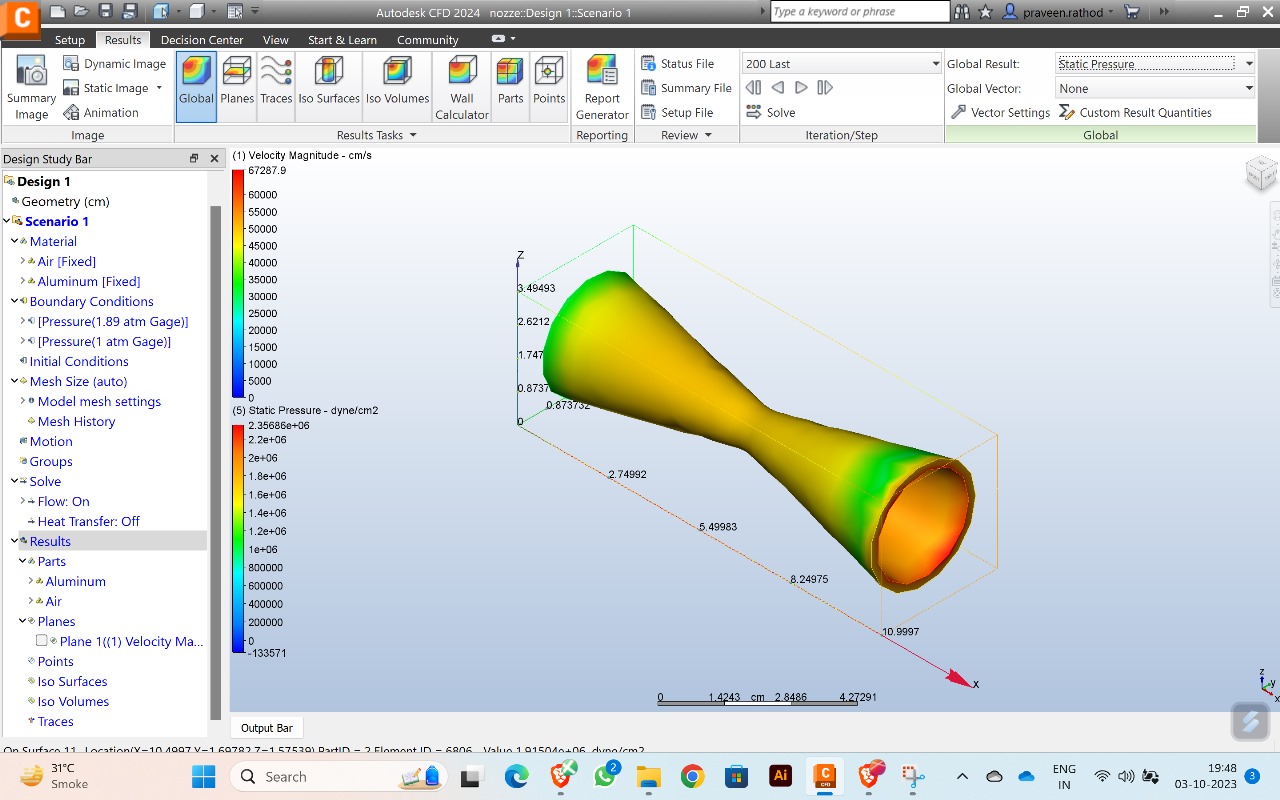 C
Autodesk CFD 2024 nozze:Design 1::Scenario 1
Type a keyword or phrase
praveen.rathod
Setup Results Decision Center View Start & Learn Community
Summary Image
Dynamic Image
Static Image
Animation
Image
Global
Planes
Traces
Iso Surfaces
Iso Volumes
Wall Calculator
Parts
Points
Results Tasks
Report Generator
Reporting
Status File
Summary File
Setup File
Review
200 Last
Solve
Iteration/Step
Global Result: Static Pressure
Global Vector: None
Vector Settings Custom Result Quantities
Global
Design Study Bar
Design 1
Geometry (cm)
Scenario 1
Material
Air [Fixed]
Aluminum [Fixed]
Boundary Conditions
[Pressure(1.89 atm Gage)]
[Pressure(1 atm Gage)]
Initial Conditions
Mesh Size (auto)
Model mesh settings
Mesh History
Motion
Groups
Solve
Flow: On
Heat Transfer: Off
Results
Parts
Aluminum
Air
Planes
Plane 1((1) Velocity Ma...
Points
Iso Surfaces
Iso Volumes
Traces
(1) Velocity Magnitude - cm/s
67287.9
60000
55000
50000
45000
40000
35000
30000
25000
20000
15000
10000
5000
0
(5) Static Pressure - dyne/cm2
2.35686e+06
2.2e+06
2e+06
1.8e+06
1.6e+06
1.4e+06
1.2e+06
1e+06
800000
600000
400000
200000
0
-133571
Z
3.49493
2.6212
1.747
0.8737
0.873732
0
2.74992
5.49983
8.24975
10.9997
X
0 1.4243 cm 2.8486 4.27291
z
y
x
Output Bar
On Surface 11, Location(X=10.4997,Y=1.69782,Z=1.57539) PartID = 2 Element ID = 6806, Value 1.91504e+06 dyne/cm2
31°C
Smoke
Search
2
Ai
C
CFD
ENG
IN
19:48
03-10-2023
3